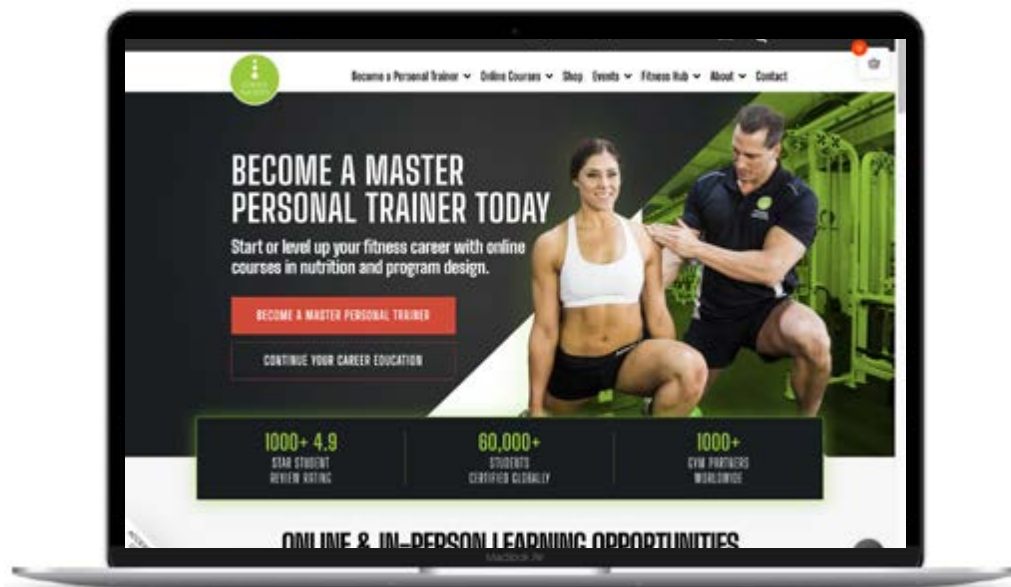 Become a Personal Trainer Online Courses Shop Events Fitness Hub About Contact
BECOME A MASTER
PERSONAL TRAINER TODAY
Start or level up your fitness career with online
courses in nutrition and program design.
BECOME A MASTER PERSONAL TRAINER
CONTINUE YOUR CAREER EDUCATION
1000+ 4.9
STAR STUDENT
REVIEW RATING
60,000+
STUDENTS
CERTIFIED GLOBALLY
1000+
GYM PARTNERS
WORLDWIDE
ONLINE & IN-PERSON LEARNING OPPORTUNITIES
MacBook Air